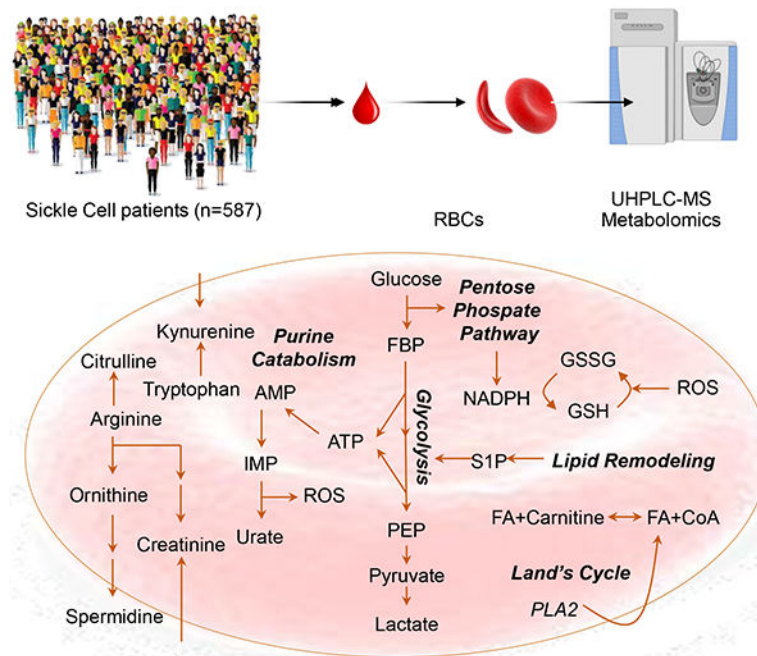 Sickle Cell patients (n=587)
RBCs
UHPLC-MS
Metabolomics
Glucose
Pentose
Phospate
Pathway
Kynurenine
Purine
Catabolism
FBP
Citrulline
GSSG
Tryptophan
AMP
NADPH
ROS
GSH
Arginine
Glycolysis
ATP
IMP
S1P
Lipid Remodeling
Ornithine
ROS
FA+Carnitine
FA+CoA
Urate
PEP
Creatinine
Pyruvate
Land's Cycle
PLA2
Spermidine
Lactate